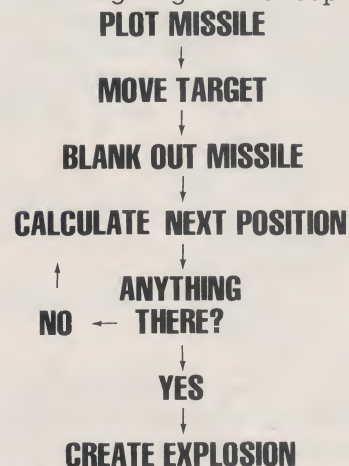 PLOT MISSILE
MOVE TARGET
BLANK OUT MISSILE
CALCULATE NEXT POSITION
ANYTHING
NO THERE?
YES
CREATE EXPLOSION